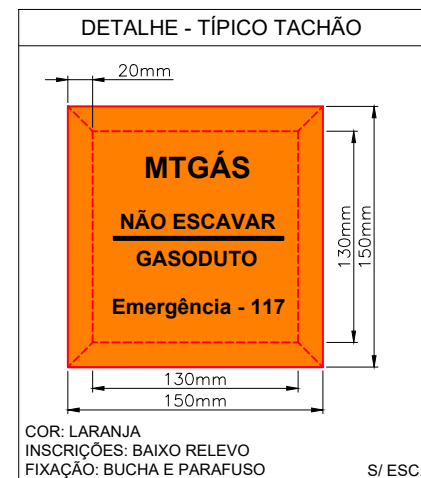 DETALHE - TÍPICO TACHÃO
20mm
MTGÁS
NÃO ESCAVAR
GASODUTO
Emergência - 117
130mm
150mm
130mm
150mm
COR: LARANJA
INSCRIÇÕES: BAIXO RELEVO
FIXAÇÃO: BUCHA E PARAFUSO
S/ ESC.